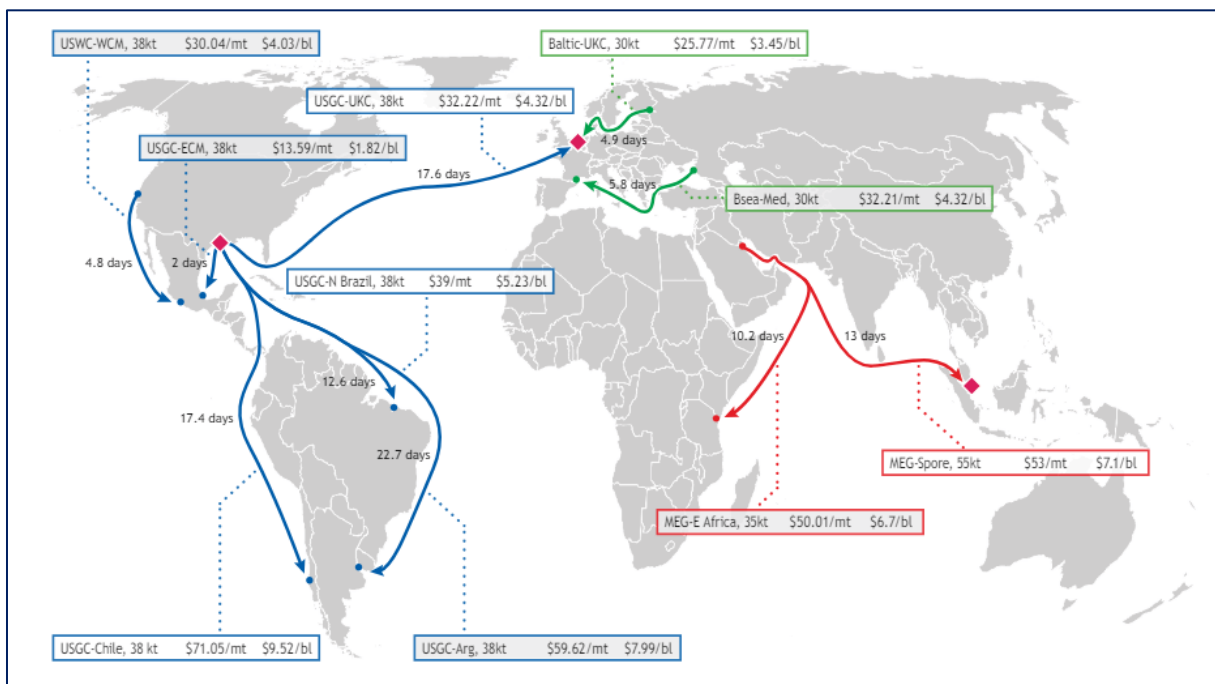 USWC-WCM, 38kt $30.04/mt $4.03/bl
Baltic-UKC, 30kt $25.77/mt $3.45/bl
USGC-UKC, 38kt $32.22/mt $4.32/bl
USGC-ECM, 38kt $13.59/mt $1.82/bl
4.9 days
17.6 days
5.8 days
Bsea-Med, 30kt $32.21/mt $4.32/bl
4.8 days
2 days
USGC-N Brazil, 38kt $39/mt $5.23/bl
10.2 days
13 days
12.6 days
17.4 days
22.7 days
MEG-Spore, 55kt $53/mt $7.1/bl
MEG-E Africa, 35kt $50.01/mt $6.7/bl
USGC-Chile, 38 kt $71.05/mt $9.52/bl
USGC-Arg, 38kt $59.62/mt $7.99/bl